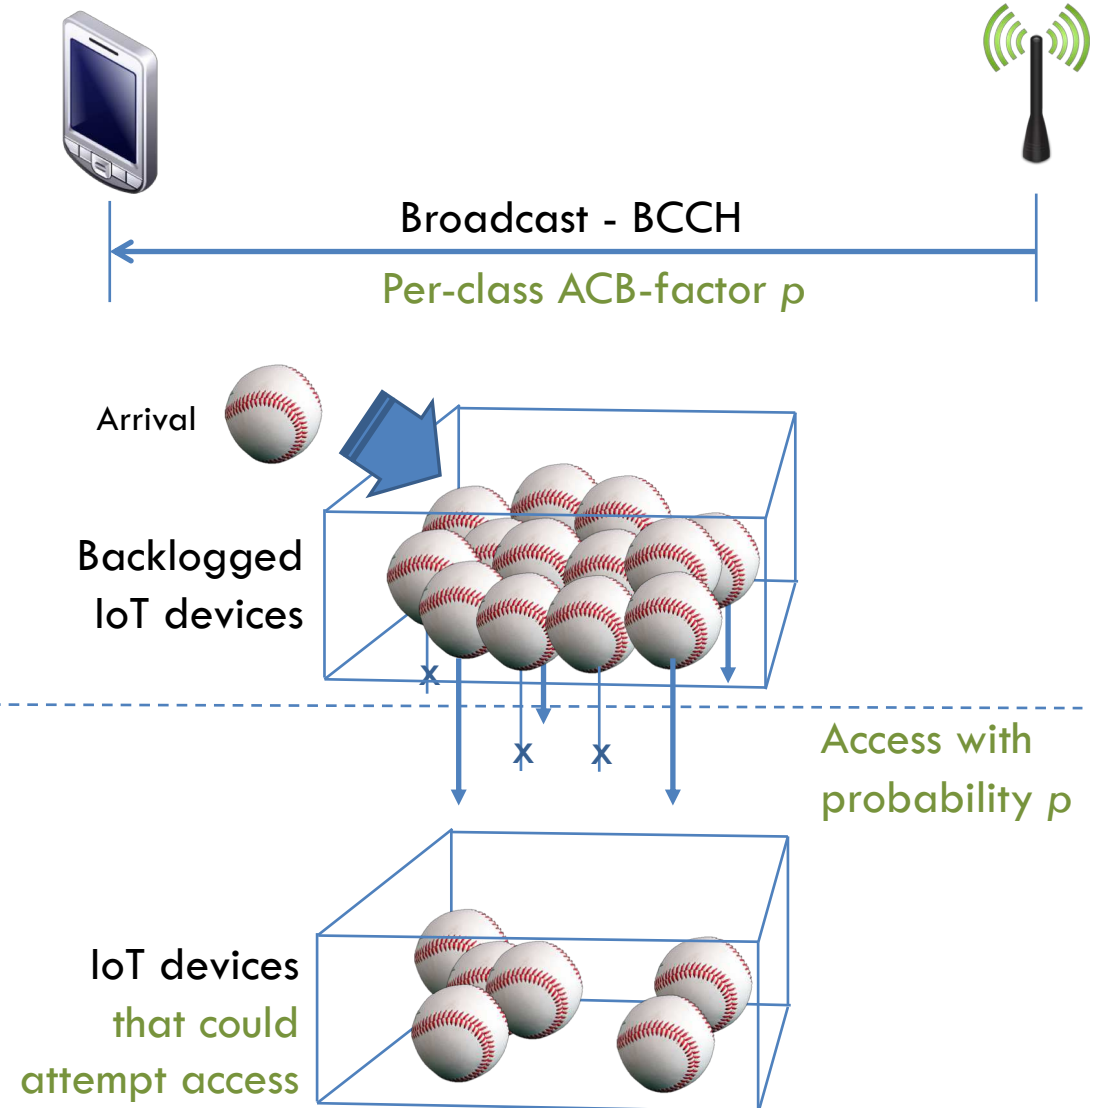 Broadcast - BCCH
Per-class ACB-factor p
Arrival
Backlogged
IoT devices
x
x
x
Access with
probability p
IoT devices
that could
attempt access